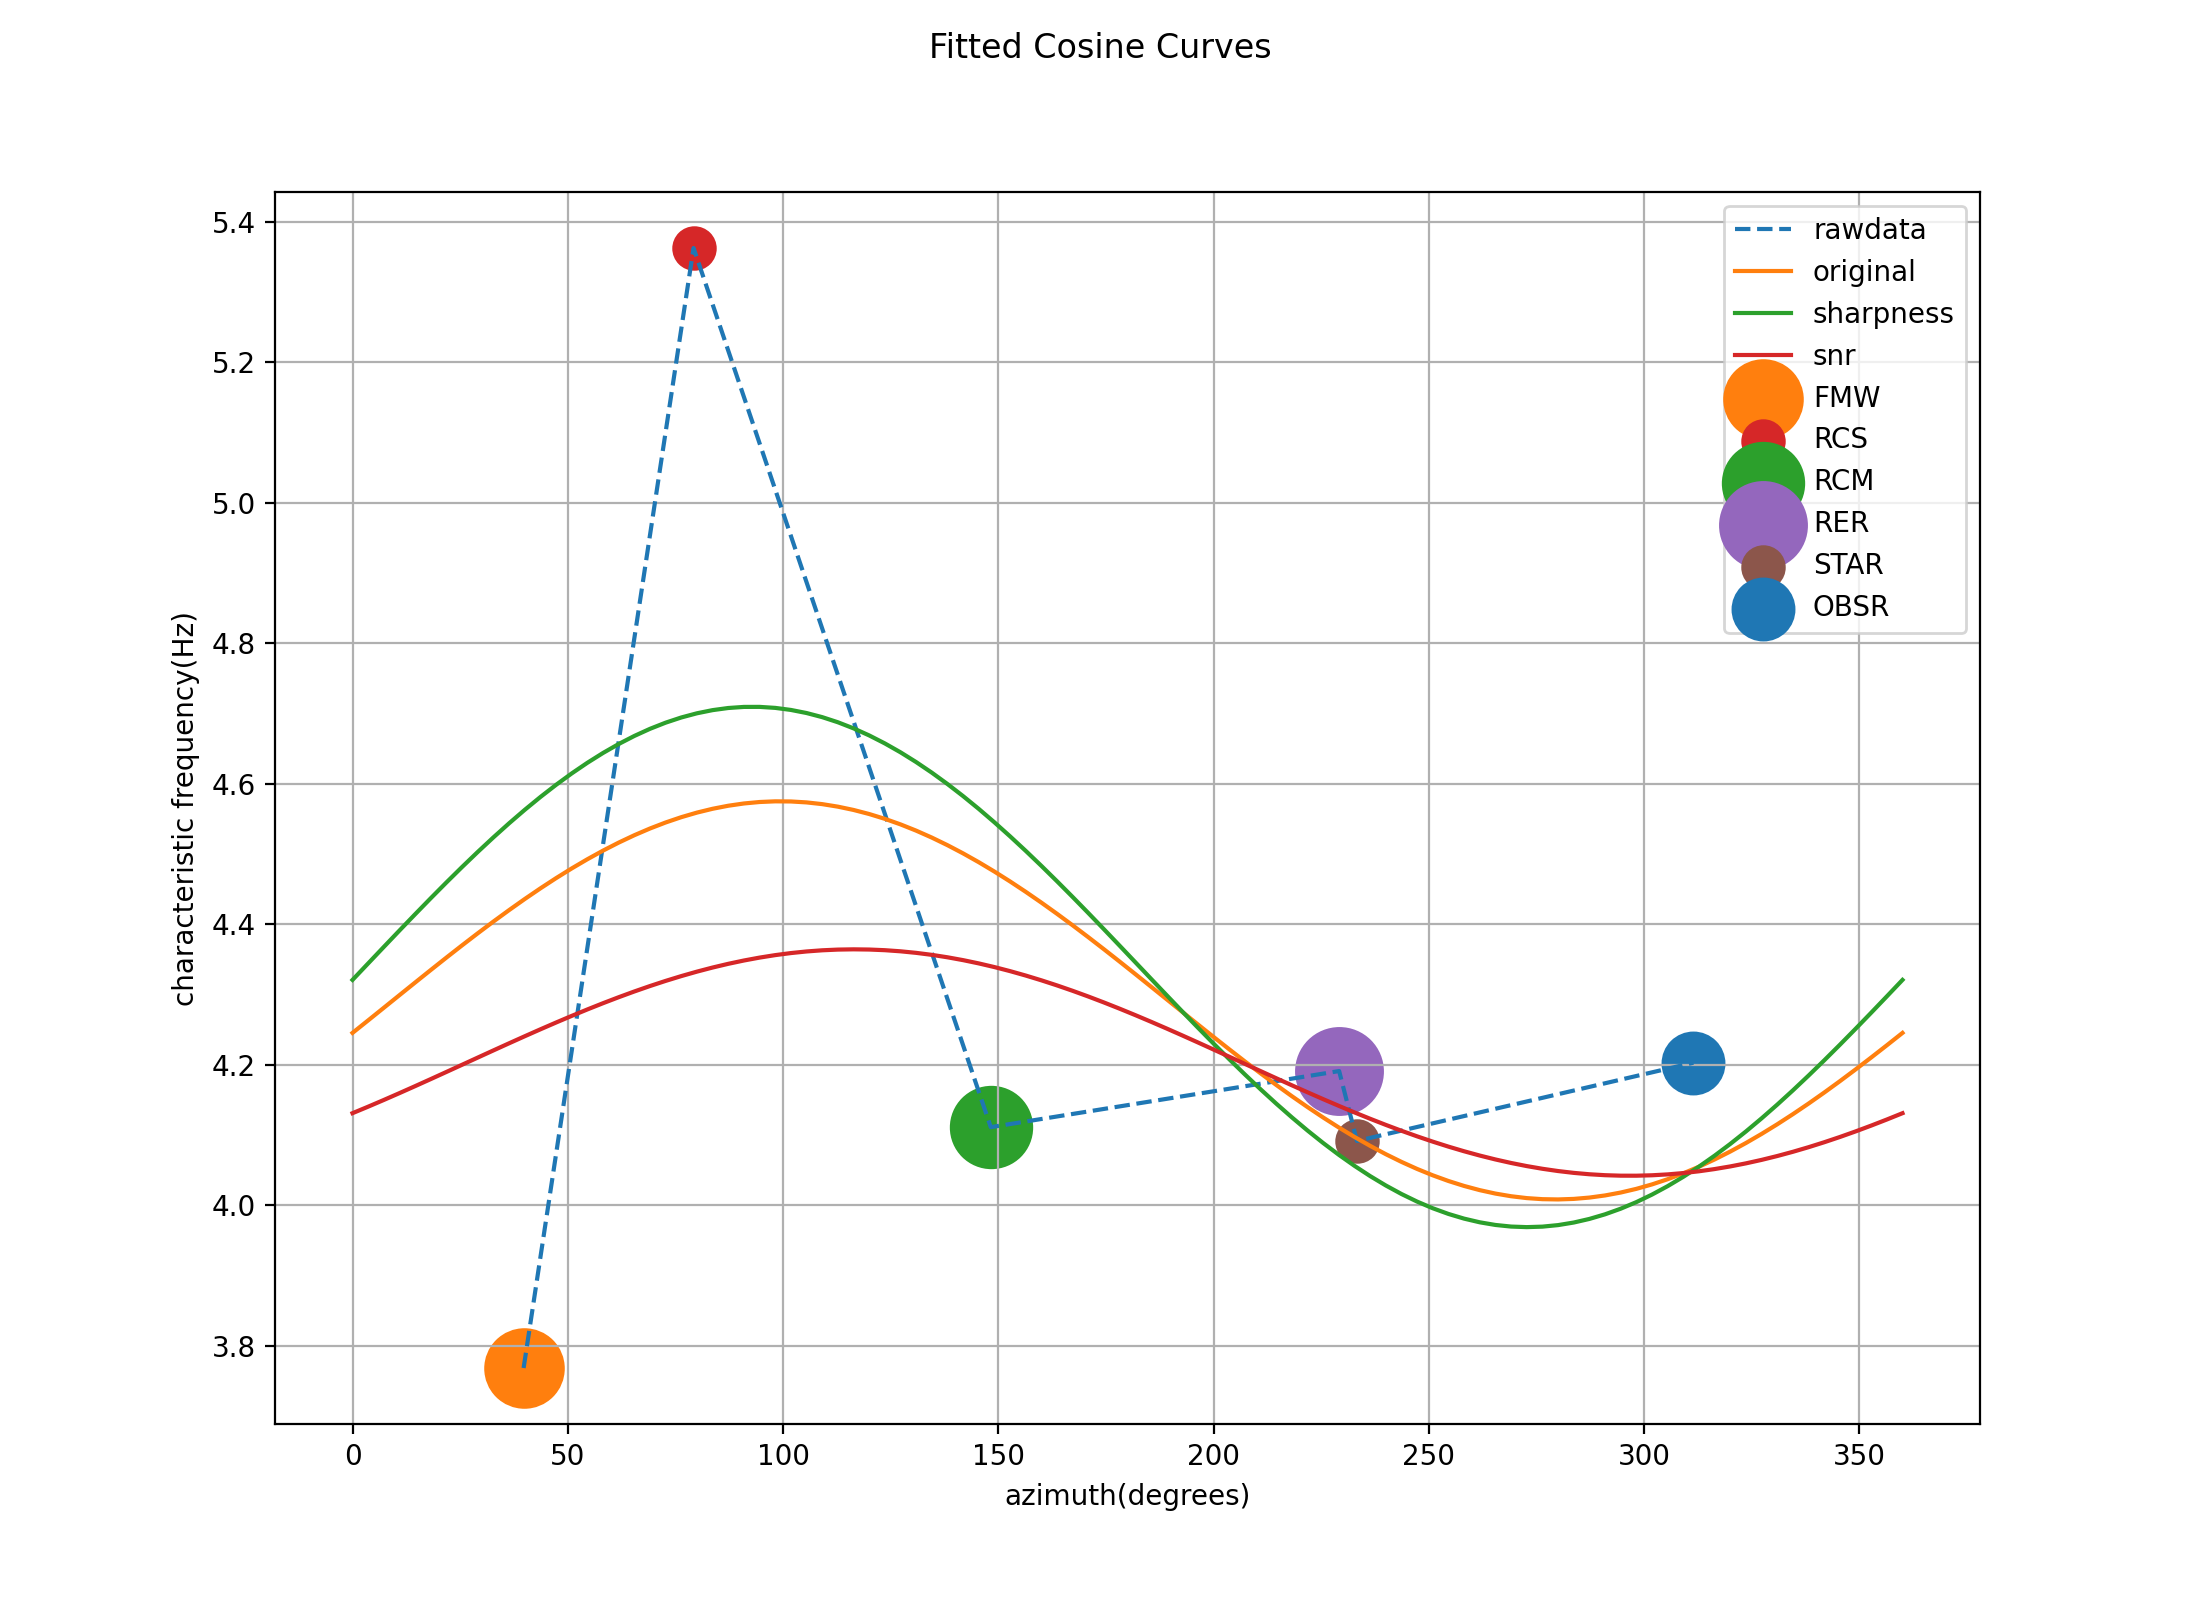 Fitted Cosine Curves
5.4
5.2
5.0
4.8
4.6
4.4
4.2
4.0
3.8
characteristic frequency(Hz)
rawdata
original
sharpness
snr
FMW
RCS
RCM
RER
STAR
OBSR
0 50 100 150 200 250 300 350
azimuth(degrees)